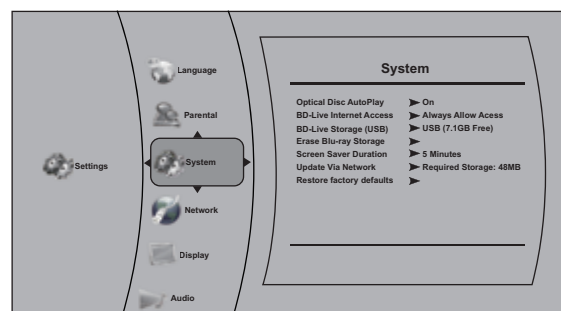 Settings
Language
Parental
System
Network
Display
Audio
System
Optical Disc AutoPlay On
BD-Live Internet Access Always Allow Acess
BD-Live Storage (USB) USB (7.1GB Free)
Erase Blu-ray Storage
Screen Saver Duration 5 Minutes
Update Via Network Required Storage: 48MB
Restore factory defaults